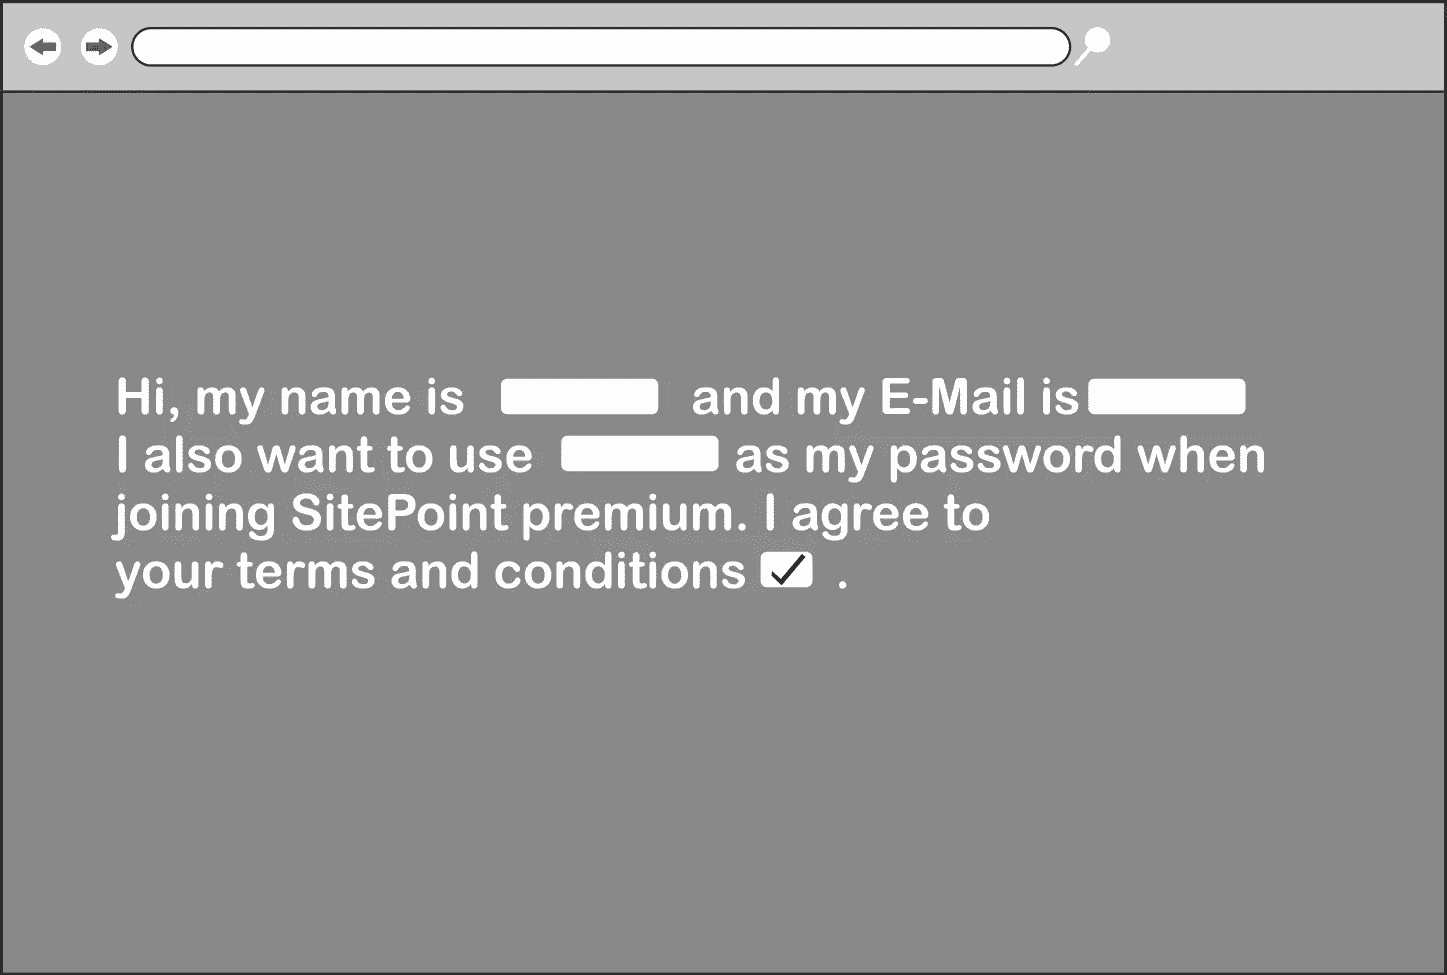 Hi, my name is and my E-Mail is
I also want to use as my password when
joining SitePoint premium. I agree to
your terms and conditions .